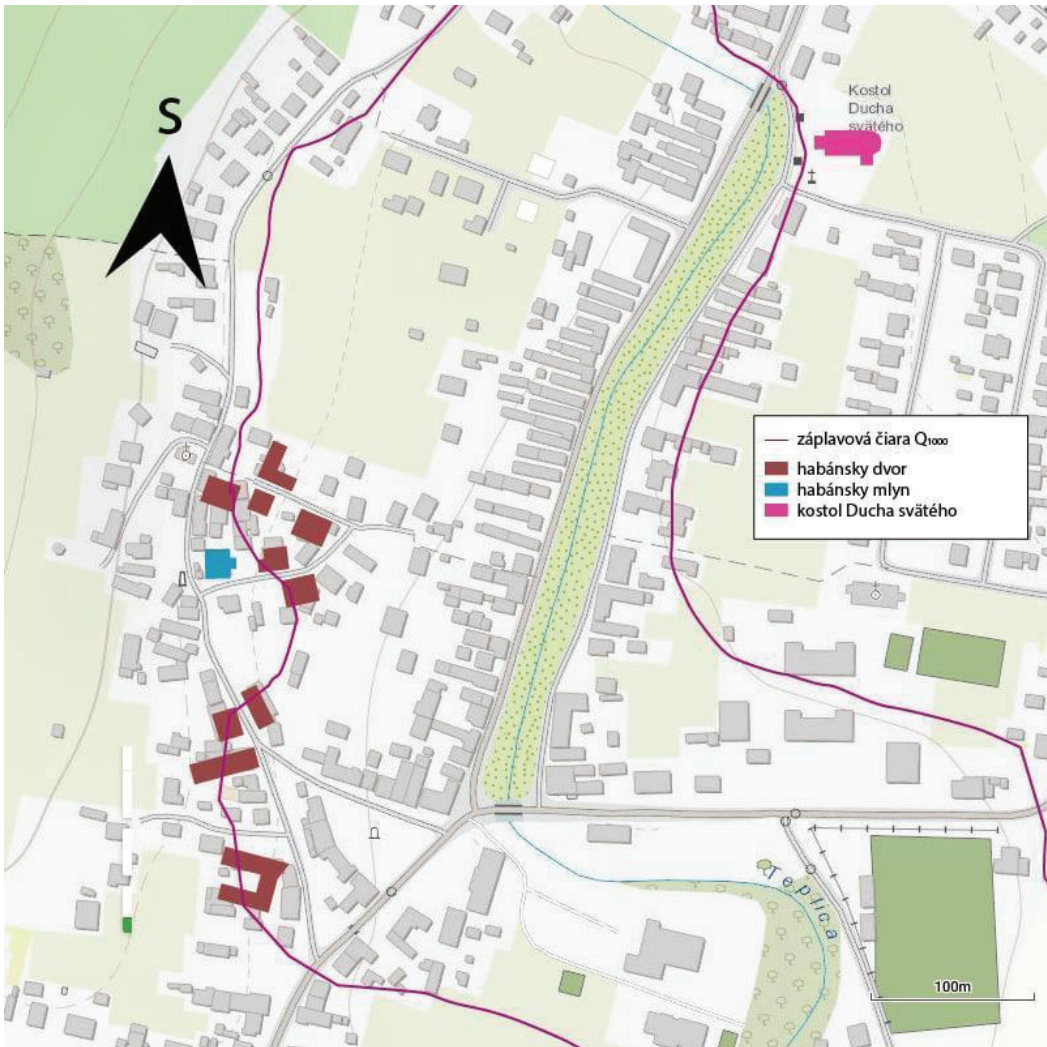 S
Kostol
Ducha
svätého
záplavová čiara Q1000
habánsky dvor
habánsky mlyn
kostol Ducha svätého
Teplica
100m